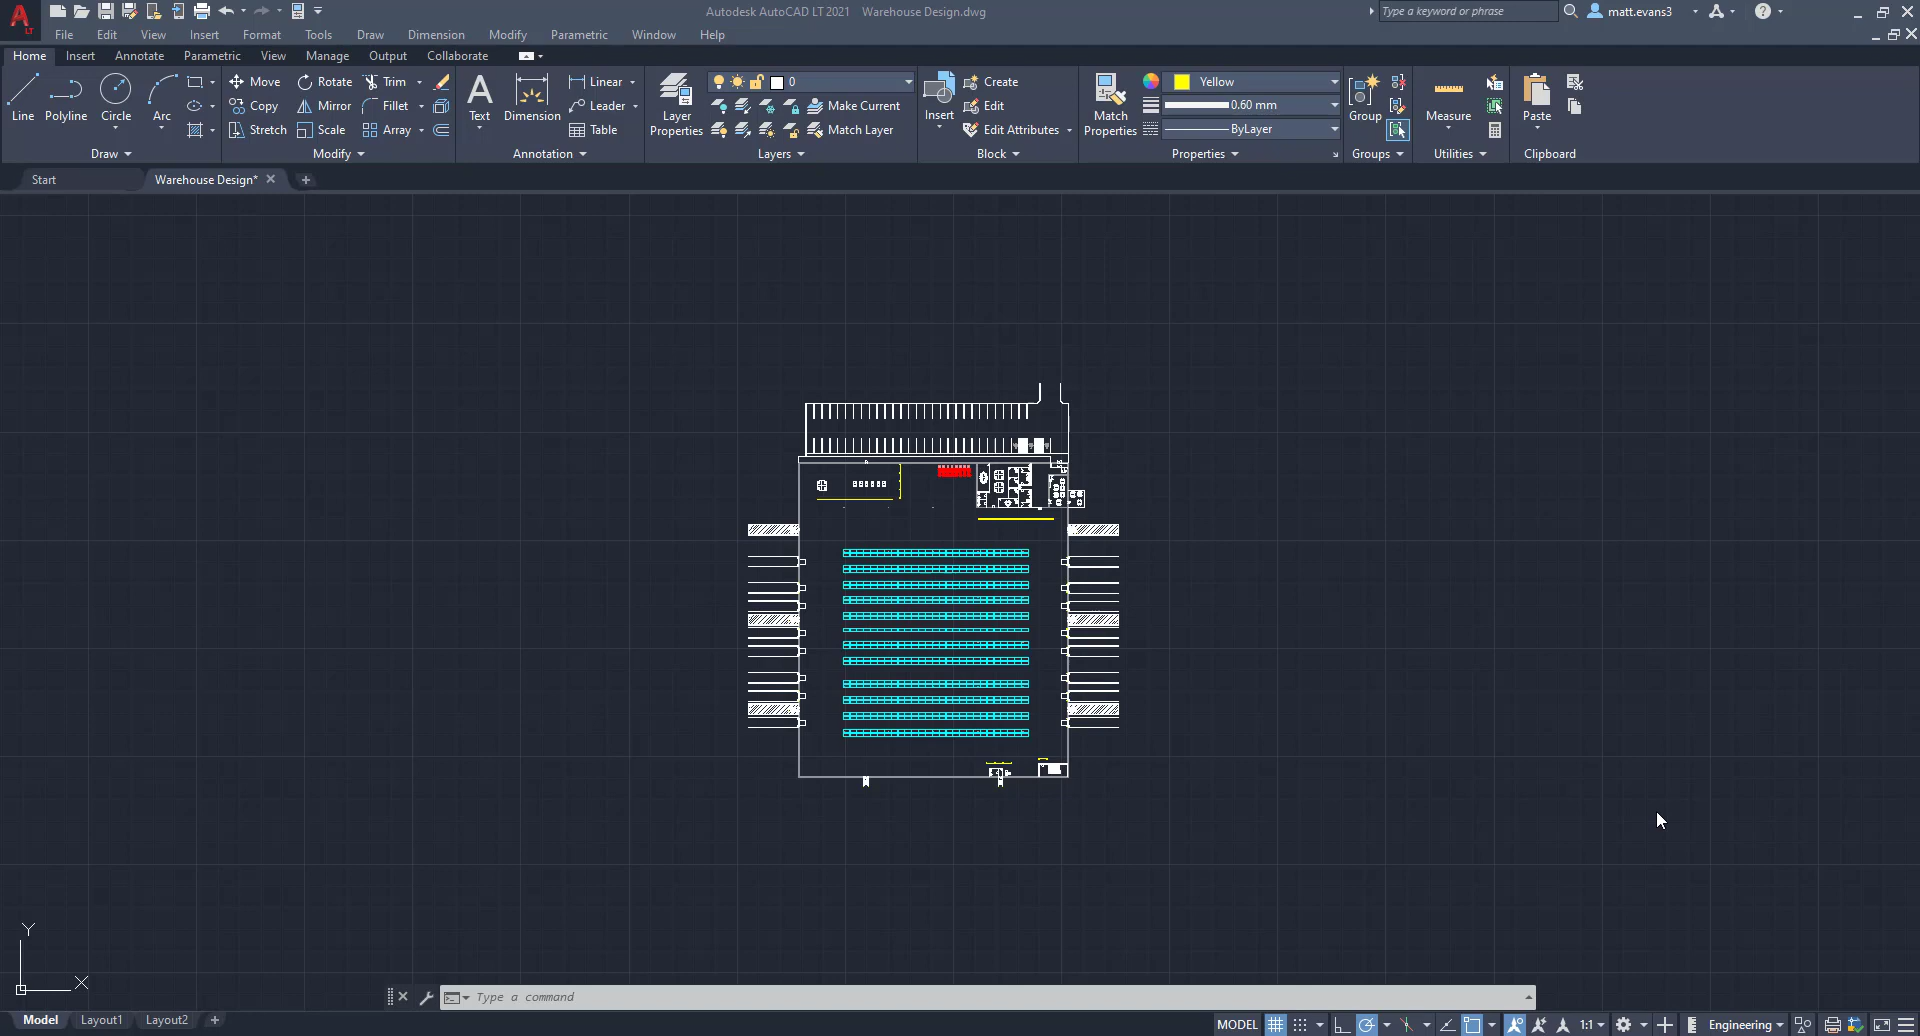 Autodesk AutoCAD LT 2021 Warehouse Design.dwg
Type a keyword or phrase
matt.evans3
LT
File Edit View Insert Format Tools Draw Dimension Modify Parametric Window Help
Home Insert Annotate Parametric View Manage Output Collaborate
Line Polyline Circle Arc
Move Rotate Trim
Copy Mirror Fillet
Stretch Scale Array
Text Dimension
Linear
Leader
Table
Layer Properties
0
Make Current
Match Layer
Insert
Create
Edit
Edit Attributes
Match Properties
Yellow
0.60 mm
ByLayer
Group
Measure
Paste
Draw Modify Annotation Layers Block Properties Groups Utilities Clipboard
Start Warehouse Design*
Y
X
Type a command
Model Layout1 Layout2
MODEL 1:1 Engineering